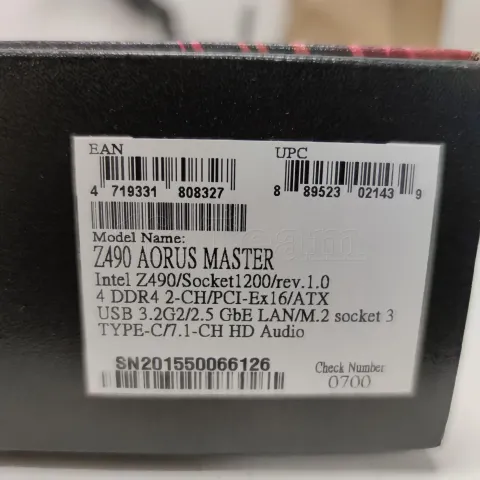 EAN
UPC
4 719331 808327
8 89523 02143 9
Model Name:
Z490 AORUS MASTER
Intel Z490/Socket1200/rev.1.0
4 DDR4 2-CH/PCI-Ex16/ATX
USB 3.2G2/2.5 GbE LAN/M.2 socket 3
TYPE-C/7.1-CH HD Audio
SN201550066126
Check Number
0700